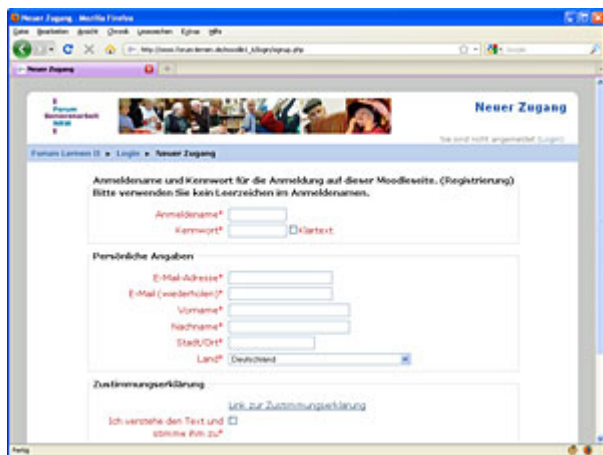 Neuer Zugang - Mozilla Firefox
Datei Bearbeiten Ansicht Chronik Lesezeichen Extras Hilfe
Neuer Zugang
Forum
Seniorenarbeit
NRW
Neuer Zugang
Sie sind nicht angemeldet (Login)
Forum Lernen II ► Login ► Neuer Zugang
Anmeldename und Kennwort für die Anmeldung auf dieser Moodleseite. (Registrierung)
Bitte verwenden Sie kein Leerzeichen im Anmeldenamen.
Anmeldename*
Kennwort* Klartext
Persönliche Angaben
E-Mail-Adresse*
E-Mail (wiederholen)*
Vorname*
Nachname*
Stadt/Ort*
Land* Deutschland
Zustimmungserklärung
Link zur Zustimmungserklärung
Ich verstehe den Text und
stimme ihm zu*
Fertig